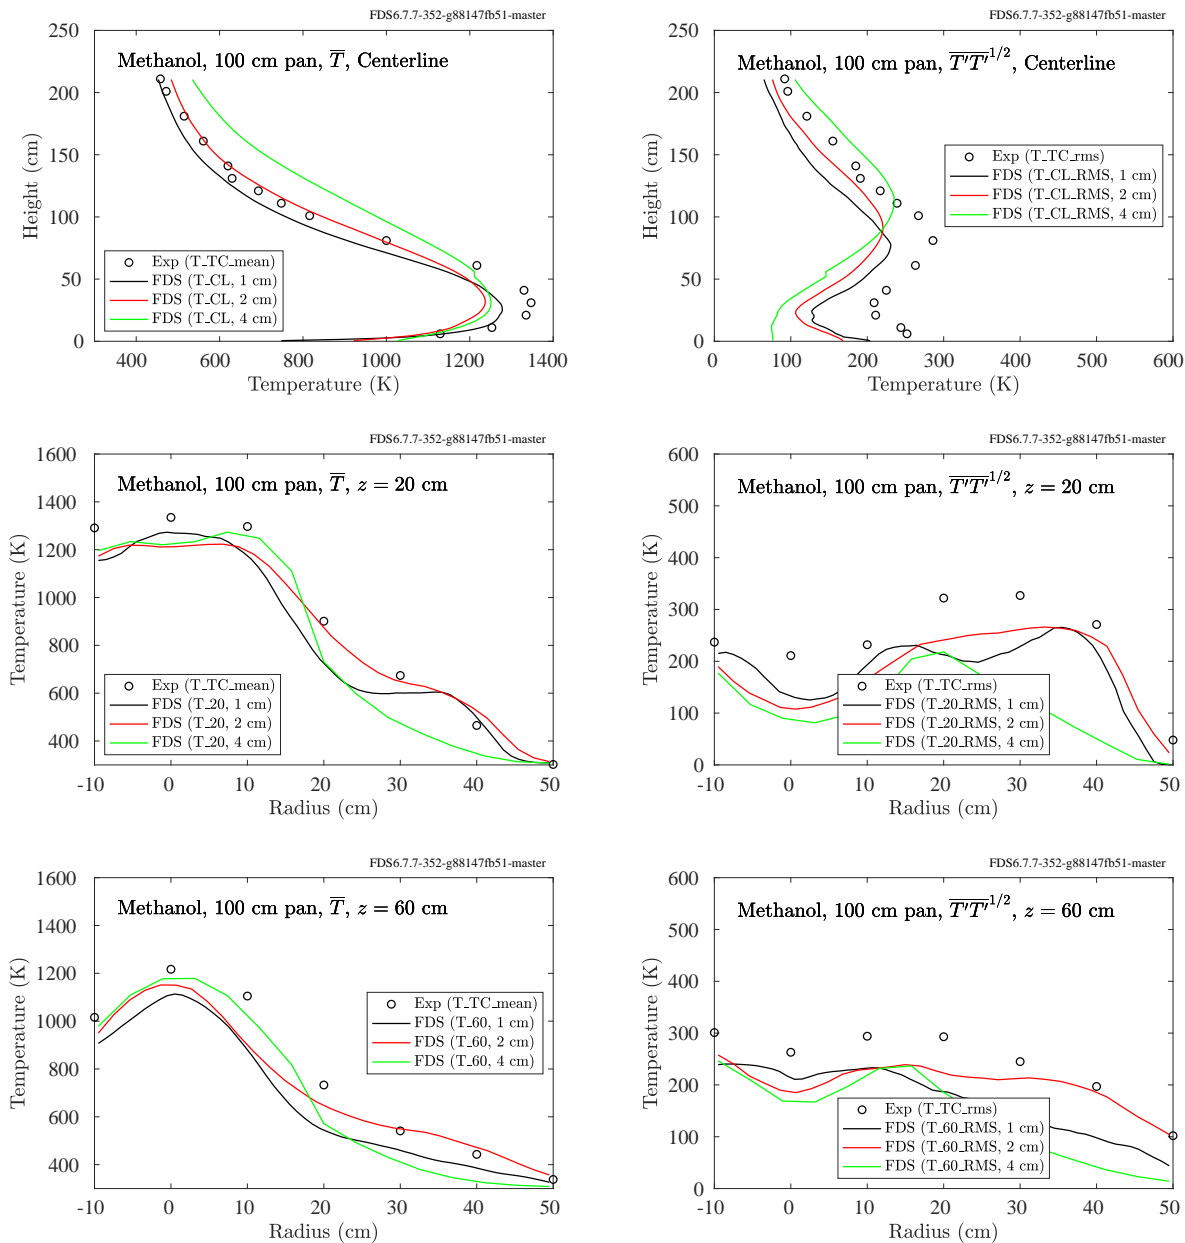 FDS6.7.7-352-g88147fb51-master
Methanol, 100 cm pan, T̅, Centerline
250
200
150
100
50
0
Height (cm)
Exp (T_TC_mean)
FDS (T_CL, 1 cm)
FDS (T_CL, 2 cm)
FDS (T_CL, 4 cm)
400 600 800 1000 1200 1400
Temperature (K)
FDS6.7.7-352-g88147fb51-master
Methanol, 100 cm pan, T̅'̅T̅'̅^1/2, Centerline
250
200
150
100
50
0
Height (cm)
Exp (T_TC_rms)
FDS (T_CL_RMS, 1 cm)
FDS (T_CL_RMS, 2 cm)
FDS (T_CL_RMS, 4 cm)
0 100 200 300 400 500 600
Temperature (K)
FDS6.7.7-352-g88147fb51-master
Methanol, 100 cm pan, T̅, z = 20 cm
1600
1400
1200
1000
800
600
400
Temperature (K)
Exp (T_TC_mean)
FDS (T_20, 1 cm)
FDS (T_20, 2 cm)
FDS (T_20, 4 cm)
-10 0 10 20 30 40 50
Radius (cm)
FDS6.7.7-352-g88147fb51-master
Methanol, 100 cm pan, T̅'̅T̅'̅^1/2, z = 20 cm
600
500
400
300
200
100
0
Temperature (K)
Exp (T_TC_rms)
FDS (T_20_RMS, 1 cm)
FDS (T_20_RMS, 2 cm)
FDS (T_20_RMS, 4 cm)
-10 0 10 20 30 40 50
Radius (cm)
FDS6.7.7-352-g88147fb51-master
Methanol, 100 cm pan, T̅, z = 60 cm
1600
1400
1200
1000
800
600
400
Temperature (K)
Exp (T_TC_mean)
FDS (T_60, 1 cm)
FDS (T_60, 2 cm)
FDS (T_60, 4 cm)
-10 0 10 20 30 40 50
Radius (cm)
FDS6.7.7-352-g88147fb51-master
Methanol, 100 cm pan, T̅'̅T̅'̅^1/2, z = 60 cm
600
500
400
300
200
100
0
Temperature (K)
Exp (T_TC_rms)
FDS (T_60_RMS, 1 cm)
FDS (T_60_RMS, 2 cm)
FDS (T_60_RMS, 4 cm)
-10 0 10 20 30 40 50
Radius (cm)